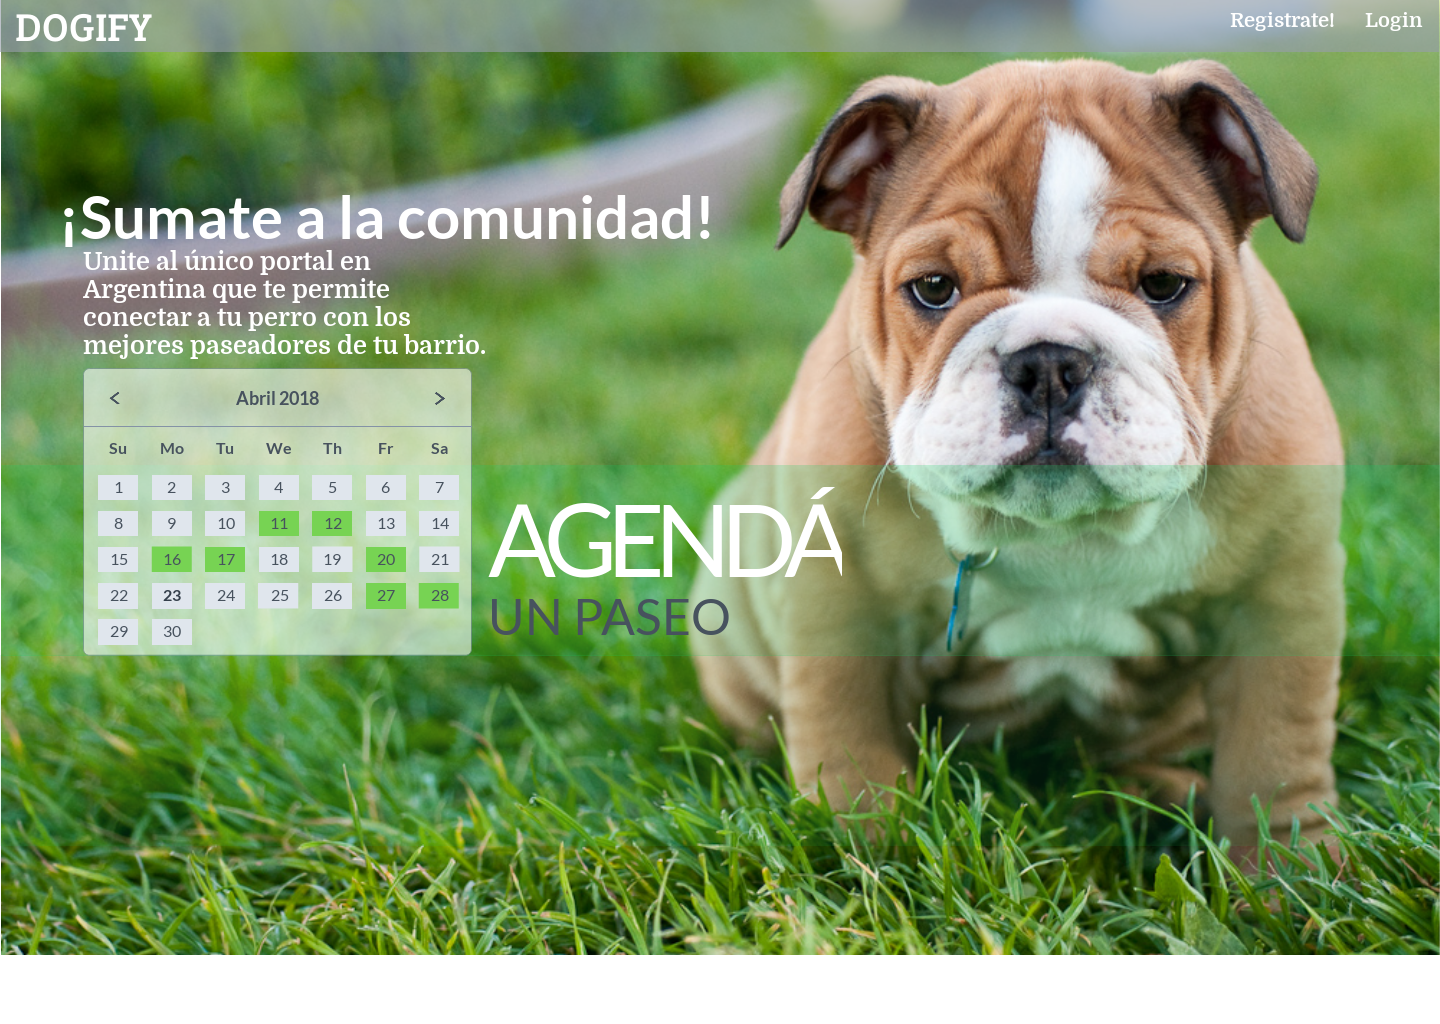 DOGIFY
Registrate! Login
¡Sumate a la comunidad!
Unite al único portal en
Argentina que te permite
conectar a tu perro con los
mejores paseadores de tu barrio.
< Abril 2018 >
Su Mo Tu We Th Fr Sa
1 2 3 4 5 6 7
8 9 10 11 12 13 14
15 16 17 18 19 20 21
22 23 24 25 26 27 28
29 30
AGENDÁ
UN PASEO